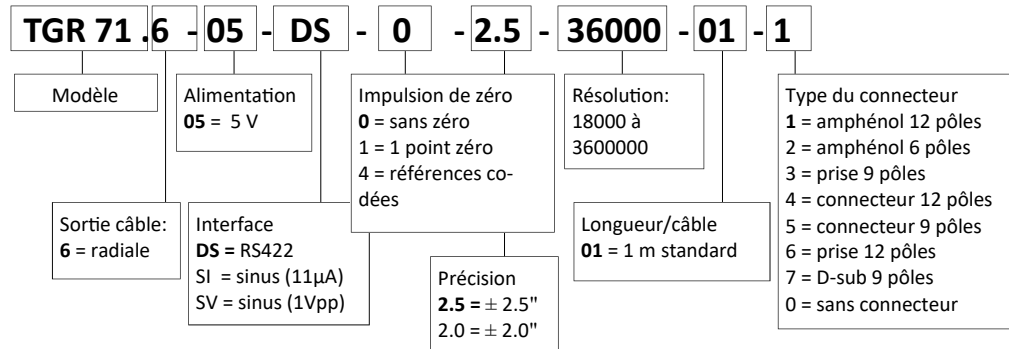 TGR 71 .6 - 05 - DS - 0 - 2.5 - 36000 - 01 - 1
Modèle
Alimentation
05 = 5 V
Impulsion de zéro
0 = sans zéro
1 = 1 point zéro
4 = références co-
dées
Résolution:
18000 à
3600000
Type du connecteur
1 = amphénol 12 pôles
2 = amphénol 6 pôles
3 = prise 9 pôles
4 = connecteur 12 pôles
5 = connecteur 9 pôles
6 = prise 12 pôles
7 = D-sub 9 pôles
0 = sans connecteur
Sortie câble:
6 = radiale
Interface
DS = RS422
SI = sinus (11µA)
SV = sinus (1Vpp)
Longueur/câble
01 = 1 m standard
Précision
2.5 = ± 2.5"
2.0 = ± 2.0"